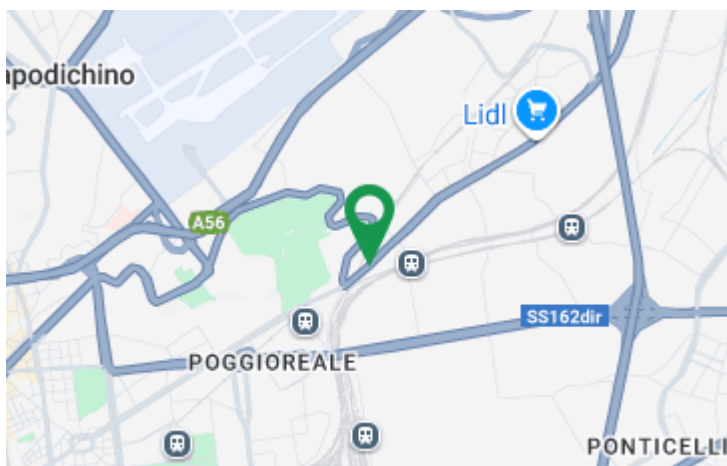 apodichino
Lidl
A56
SS162dir
POGGIOREALE
PONTICELLI